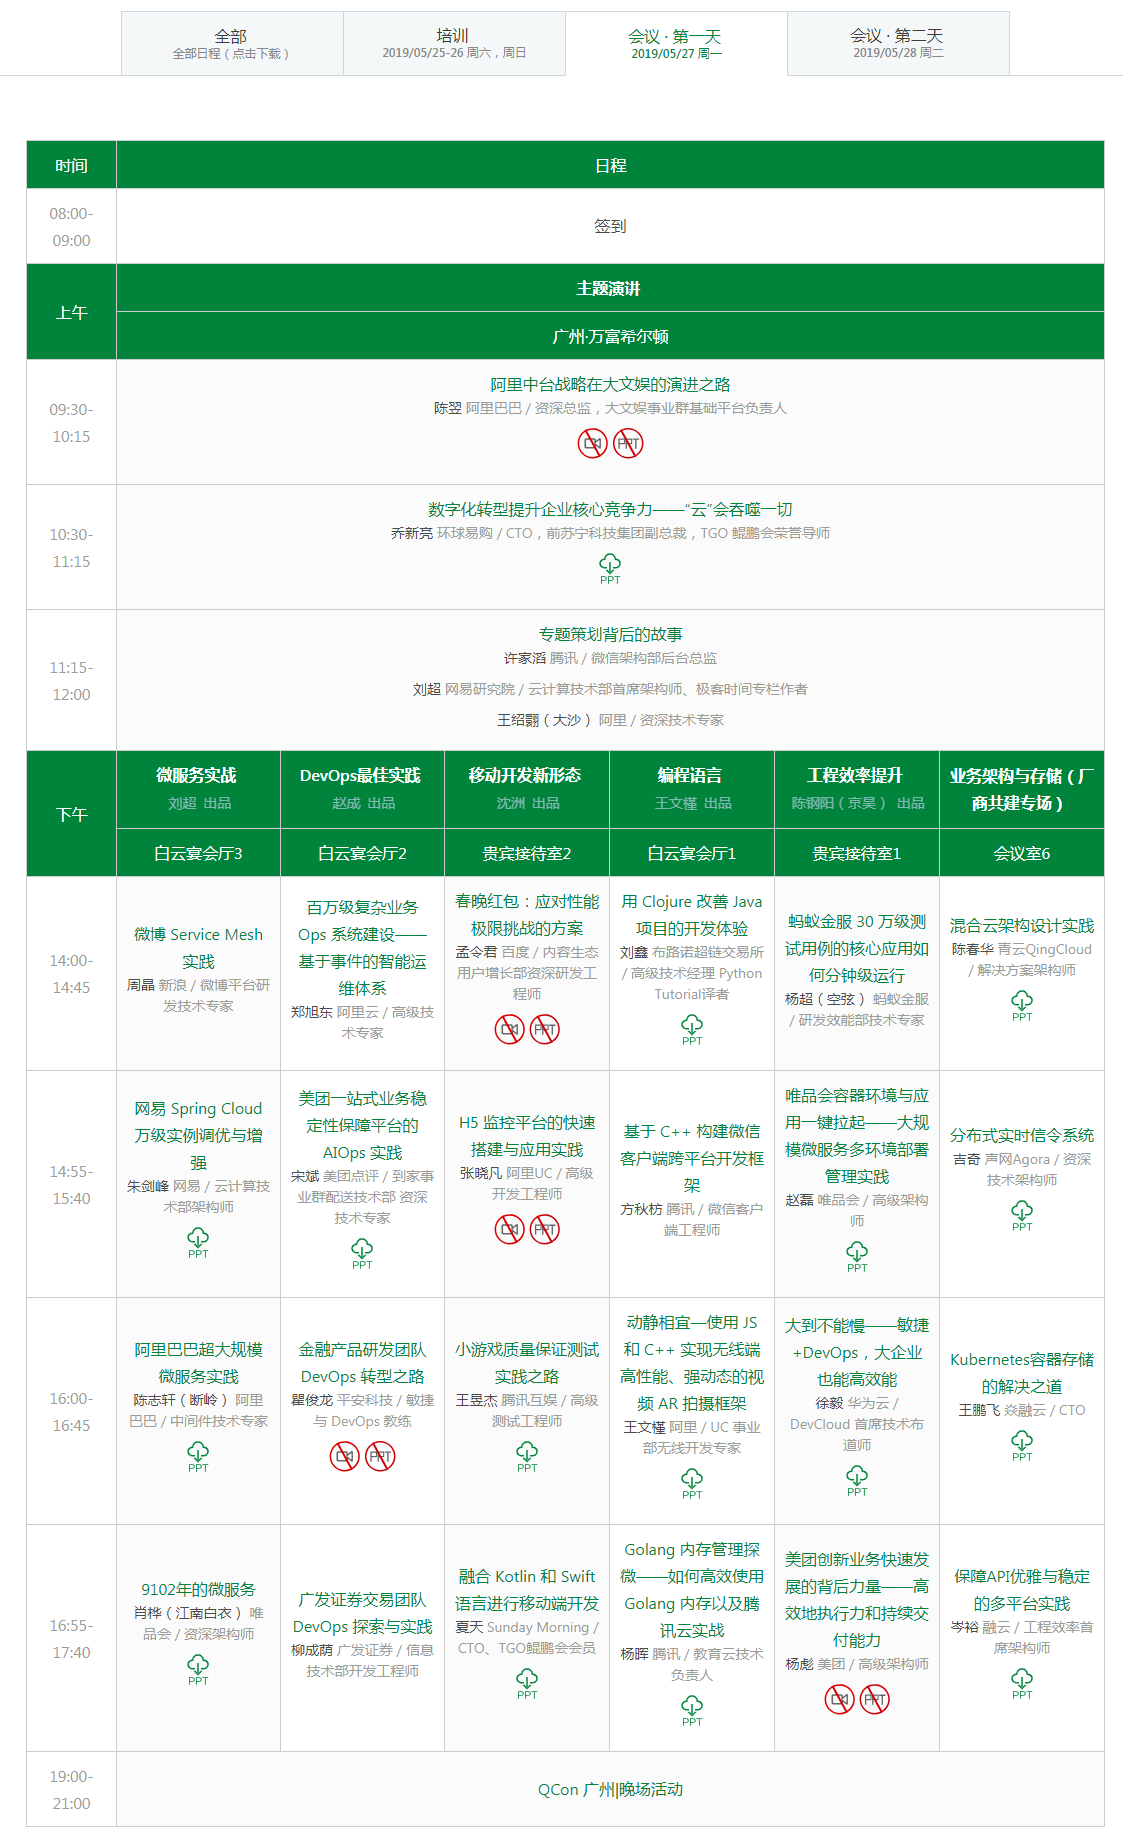 全部
全部日程（点击下载）
培训
2019/05/25-26 周六，周日
会议 · 第一天
2019/05/27 周一
会议 · 第二天
2019/05/28 周二
时间
日程
08:00-
09:00
签到
上午
主题演讲
广州·万富希尔顿
09:30-
10:15
阿里中台战略在大文娱的演进之路
陈翌 阿里巴巴 / 资深总监，大文娱事业群基础平台负责人
PPT
10:30-
11:15
数字化转型提升企业核心竞争力——“云”会吞噬一切
乔新亮 环球易购 / CTO，前苏宁科技集团副总裁，TGO 鲲鹏会荣誉导师
PPT
11:15-
12:00
专题策划背后的故事
许家滔 腾讯 / 微信架构部后台总监
刘超 网易研究院 / 云计算技术部首席架构师、极客时间专栏作者
王绍翾（大沙） 阿里 / 资深技术专家
下午
微服务实战
刘超 出品
白云宴会厅3
DevOps最佳实践
赵成 出品
白云宴会厅2
移动开发新形态
沈洲 出品
贵宾接待室2
编程语言
王文槿 出品
白云宴会厅1
工程效率提升
陈钢阳（京昊） 出品
贵宾接待室1
业务架构与存储（厂
商共建专场）
会议室6
14:00-
14:45
微博 Service Mesh
实践
周晶 新浪 / 微博平台研
发技术专家
百万级复杂业务
Ops 系统建设——
基于事件的智能运
维体系
郑旭东 阿里云 / 高级技
术专家
春晚红包：应对性能
极限挑战的方案
孟令君 百度 / 内容生态
用户增长部资深研发工
程师
PPT
用 Clojure 改善 Java
项目的开发体验
刘鑫 布路诺超链交易所
/ 高级技术经理 Python
Tutorial译者
PPT
蚂蚁金服 30 万级测
试用例的核心应用如
何分钟级运行
杨超（空弦） 蚂蚁金服
/ 研发效能部技术专家
混合云架构设计实践
陈春华 青云QingCloud
/ 解决方案架构师
PPT
14:55-
15:40
网易 Spring Cloud
万级实例调优与增
强
朱剑峰 网易 / 云计算技
术部架构师
PPT
美团一站式业务稳
定性保障平台的
AIOps 实践
宋斌 美团点评 / 到家事
业群配送技术部 资深
技术专家
PPT
H5 监控平台的快速
搭建与应用实践
张晓凡 阿里UC / 高级
开发工程师
PPT
基于 C++ 构建微信
客户端跨平台开发框
架
方秋枋 腾讯 / 微信客户
端工程师
唯品会容器环境与应
用一键拉起——大规
模微服务多环境部署
管理实践
赵磊 唯品会 / 高级架构
师
PPT
分布式实时信令系统
吉奇 声网Agora / 资深
技术架构师
PPT
16:00-
16:45
阿里巴巴超大规模
微服务实践
陈志轩（断岭） 阿里
巴巴 / 中间件技术专家
PPT
金融产品研发团队
DevOps 转型之路
瞿俊龙 平安科技 / 敏捷
与 DevOps 教练
PPT
小游戏质量保证测试
实践之路
王昱杰 腾讯互娱 / 高级
测试工程师
PPT
动静相宜—使用 JS
和 C++ 实现无线端
高性能、强动态的视
频 AR 拍摄框架
王文槿 阿里 / UC 事业
部无线开发专家
PPT
大到不能慢——敏捷
+DevOps，大企业
也能高效能
徐毅 华为云 /
DevCloud 首席技术布
道师
PPT
Kubernetes容器存储
的解决之道
王鹏飞 焱融云 / CTO
PPT
16:55-
17:40
9102年的微服务
肖桦（江南白衣） 唯
品会 / 资深架构师
PPT
广发证券交易团队
DevOps 探索与实践
柳成荫 广发证券 / 信息
技术部开发工程师
融合 Kotlin 和 Swift
语言进行移动端开发
夏天 Sunday Morning /
CTO、TGO鲲鹏会会员
PPT
Golang 内存管理探
微——如何高效使用
Golang 内存以及腾
讯云实战
杨晖 腾讯 / 教育云技术
负责人
PPT
美团创新业务快速发
展的背后力量——高
效地执行力和持续交
付能力
杨彪 美团 / 高级架构师
PPT
保障API优雅与稳定
的多平台实践
岑裕 融云 / 工程效率首
席架构师
PPT
19:00-
21:00
QCon 广州|晚场活动